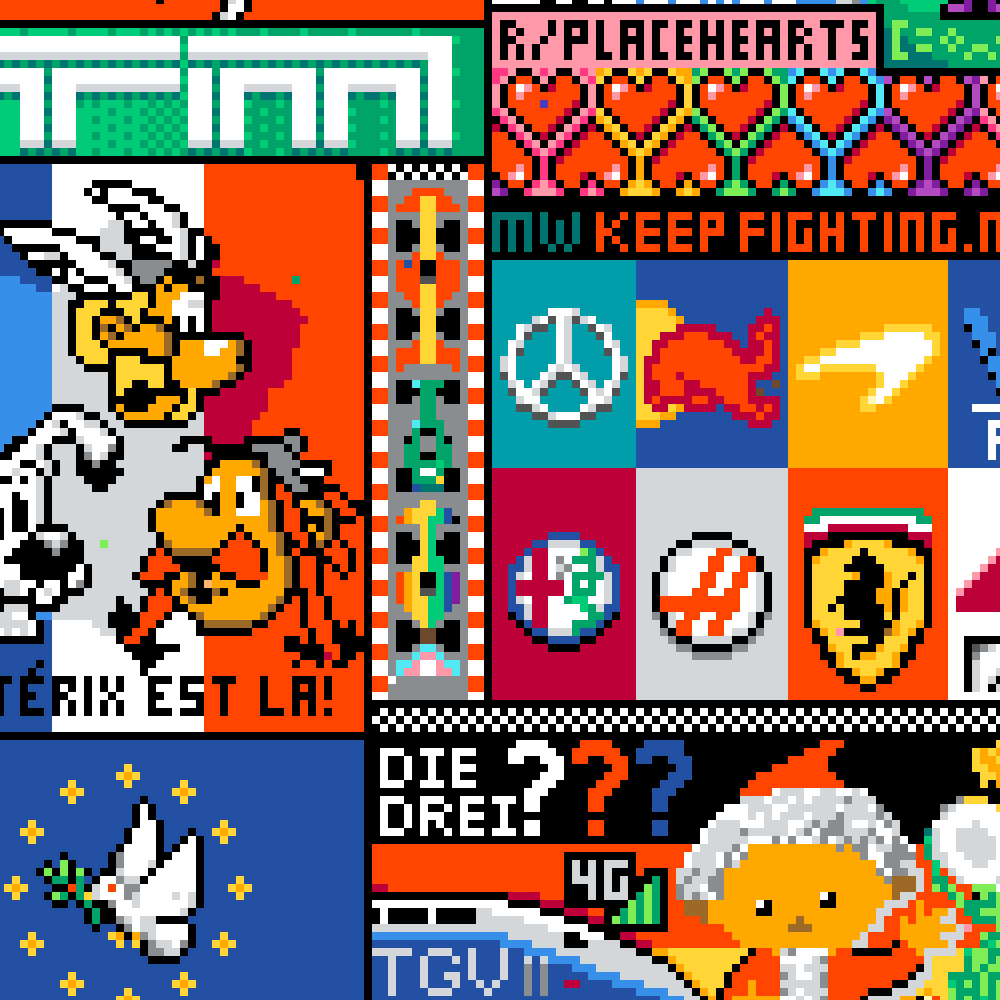 R/PLACEHEARTS
MW KEEP FIGHTING.
TÉRIX EST LA!
DIE
DREI ???
4G
TGV